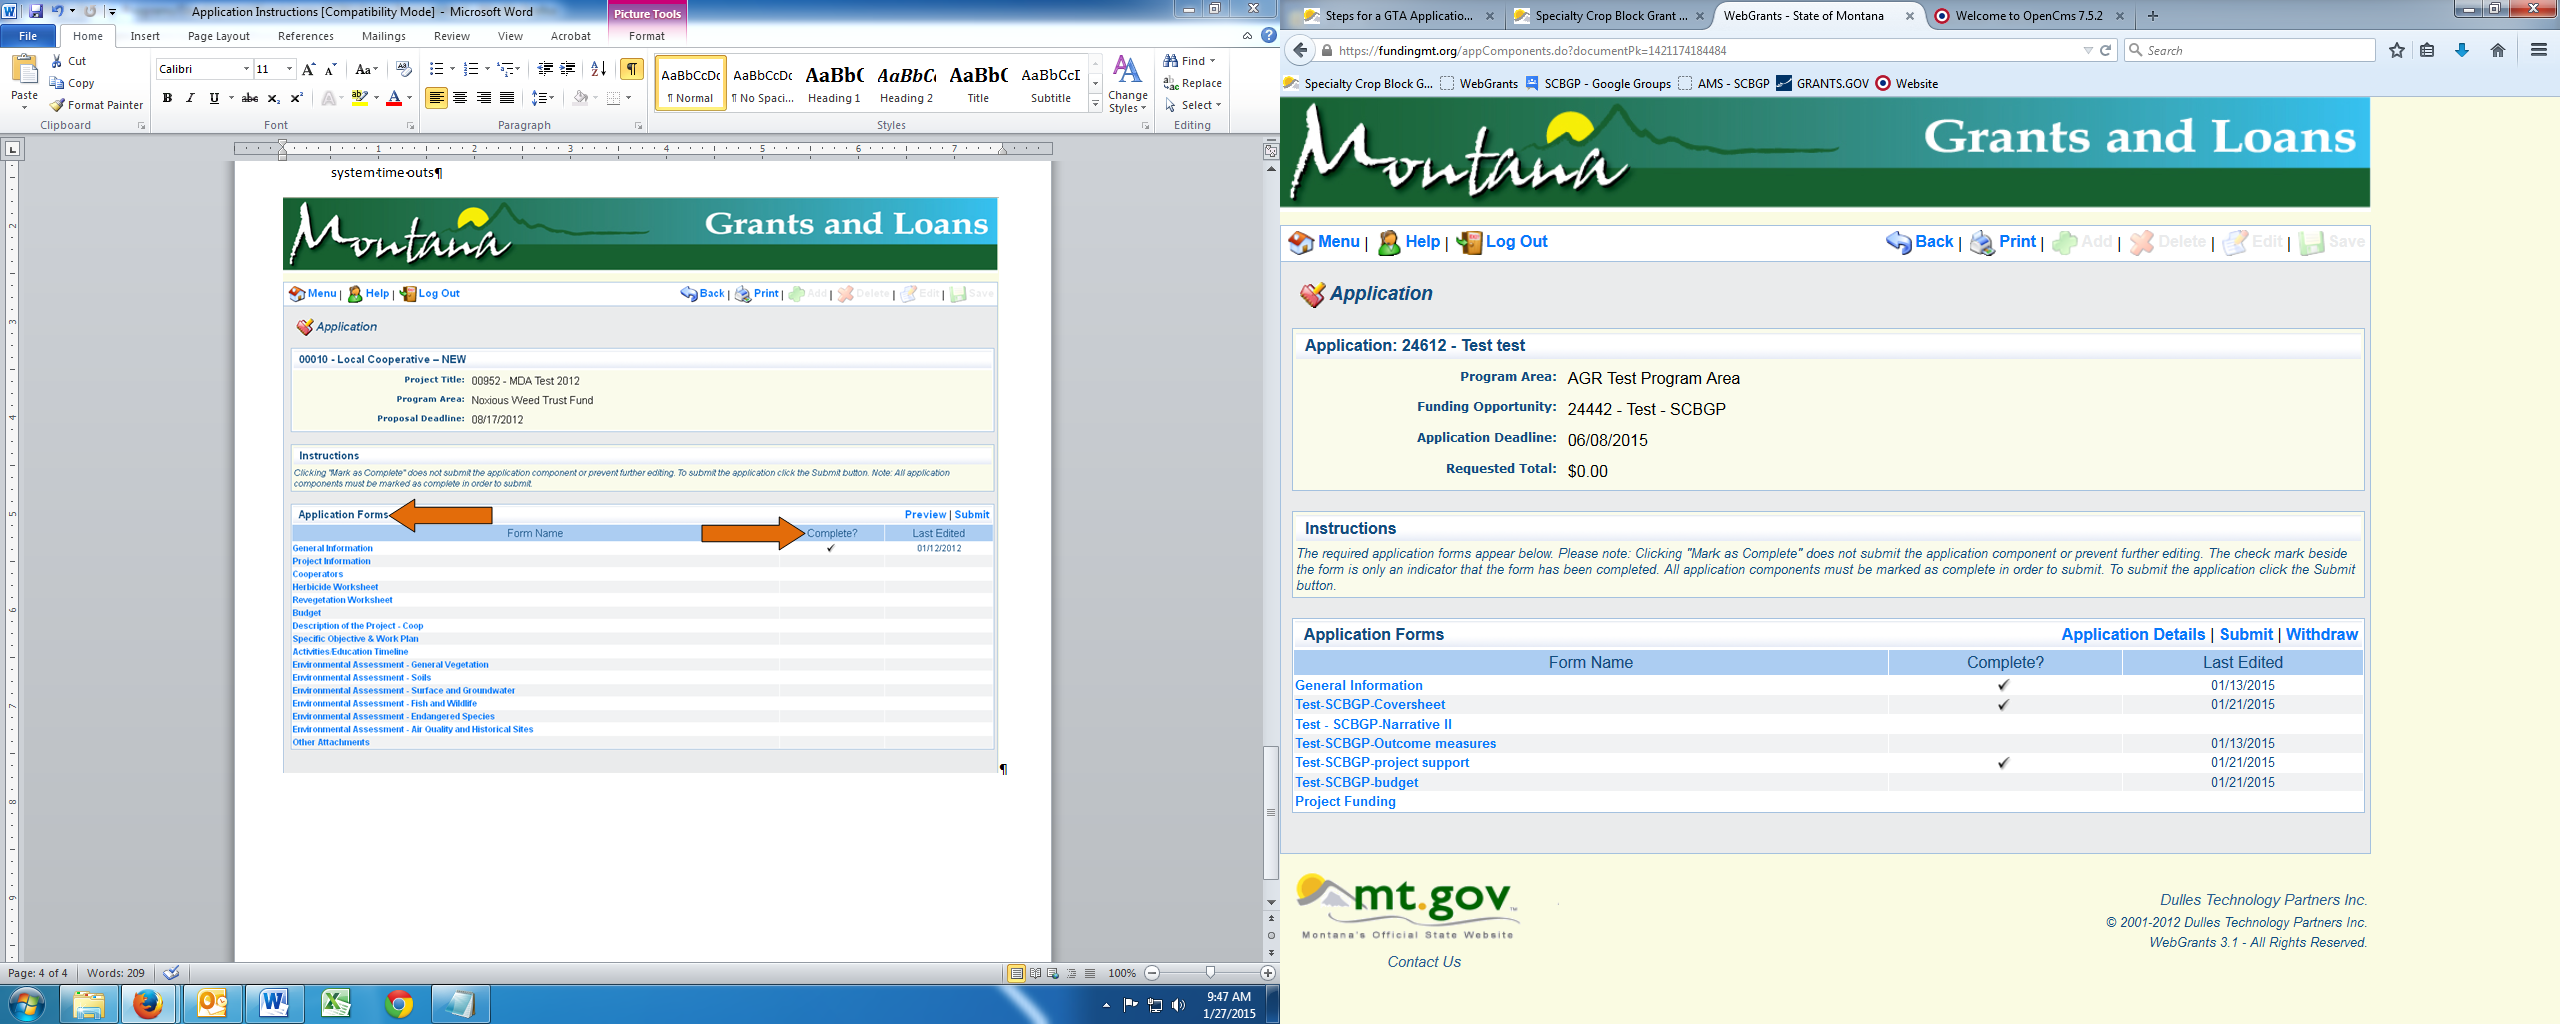 Application Instructions [Compatibility Mode] - Microsoft Word
Picture Tools
File Home Insert Page Layout References Mailings Review View Acrobat Format
Paste
Cut
Copy
Format Painter
Clipboard
Calibri 11
Font
Paragraph
AaBbCcDc AaBbCcDc AaBbC AaBbCc AaBbC AaBbCcI
¶ Normal ¶ No Spaci... Heading 1 Heading 2 Title Subtitle
Styles
Change Styles
Find
Replace
Select
Editing
1 2 3 4 5 6 7
system·time·outs¶
Montana
Grants and Loans
Menu | Help | Log Out
Back | Print | Add | Delete | Edit | Save
Application
00010 - Local Cooperative – NEW
Project Title: 00952 - MDA Test 2012
Program Area: Noxious Weed Trust Fund
Proposal Deadline: 08/17/2012
Instructions
Clicking "Mark as Complete" does not submit the application component or prevent further editing. To submit the application click the Submit button. Note: All application
components must be marked as complete in order to submit.
Application Forms Preview | Submit
Form Name Complete? Last Edited
General Information ✓ 01/12/2012
Project Information
Cooperators
Herbicide Worksheet
Revegetation Worksheet
Budget
Description of the Project - Coop
Specific Objective & Work Plan
Activities/Education Timeline
Environmental Assessment - General Vegetation
Environmental Assessment - Soils
Environmental Assessment - Surface and Groundwater
Environmental Assessment - Fish and Wildlife
Environmental Assessment - Endangered Species
Environmental Assessment - Air Quality and Historical Sites
Other Attachments
¶
Page: 4 of 4 Words: 209
100%
9:47 AM
1/27/2015
Steps for a GTA Applicatio... Specialty Crop Block Grant ... WebGrants - State of Montana Welcome to OpenCms 7.5.2
https://fundingmt.org/appComponents.do?documentPk=1421174184484
Search
Specialty Crop Block G... WebGrants SCBGP - Google Groups AMS - SCBGP GRANTS.GOV Website
Montana
Grants and Loans
Menu | Help | Log Out
Back | Print | Add | Delete | Edit | Save
Application
Application: 24612 - Test test
Program Area: AGR Test Program Area
Funding Opportunity: 24442 - Test - SCBGP
Application Deadline: 06/08/2015
Requested Total: $0.00
Instructions
The required application forms appear below. Please note: Clicking "Mark as Complete" does not submit the application component or prevent further editing. The check mark beside
the form is only an indicator that the form has been completed. All application components must be marked as complete in order to submit. To submit the application click the Submit
button.
Application Forms Application Details | Submit | Withdraw
Form Name Complete? Last Edited
General Information ✓ 01/13/2015
Test-SCBGP-Coversheet ✓ 01/21/2015
Test - SCBGP-Narrative II
Test-SCBGP-Outcome measures 01/13/2015
Test-SCBGP-project support ✓ 01/21/2015
Test-SCBGP-budget 01/21/2015
Project Funding
mt.gov
Montana's Official State Website
Contact Us
Dulles Technology Partners Inc.
© 2001-2012 Dulles Technology Partners Inc.
WebGrants 3.1 - All Rights Reserved.